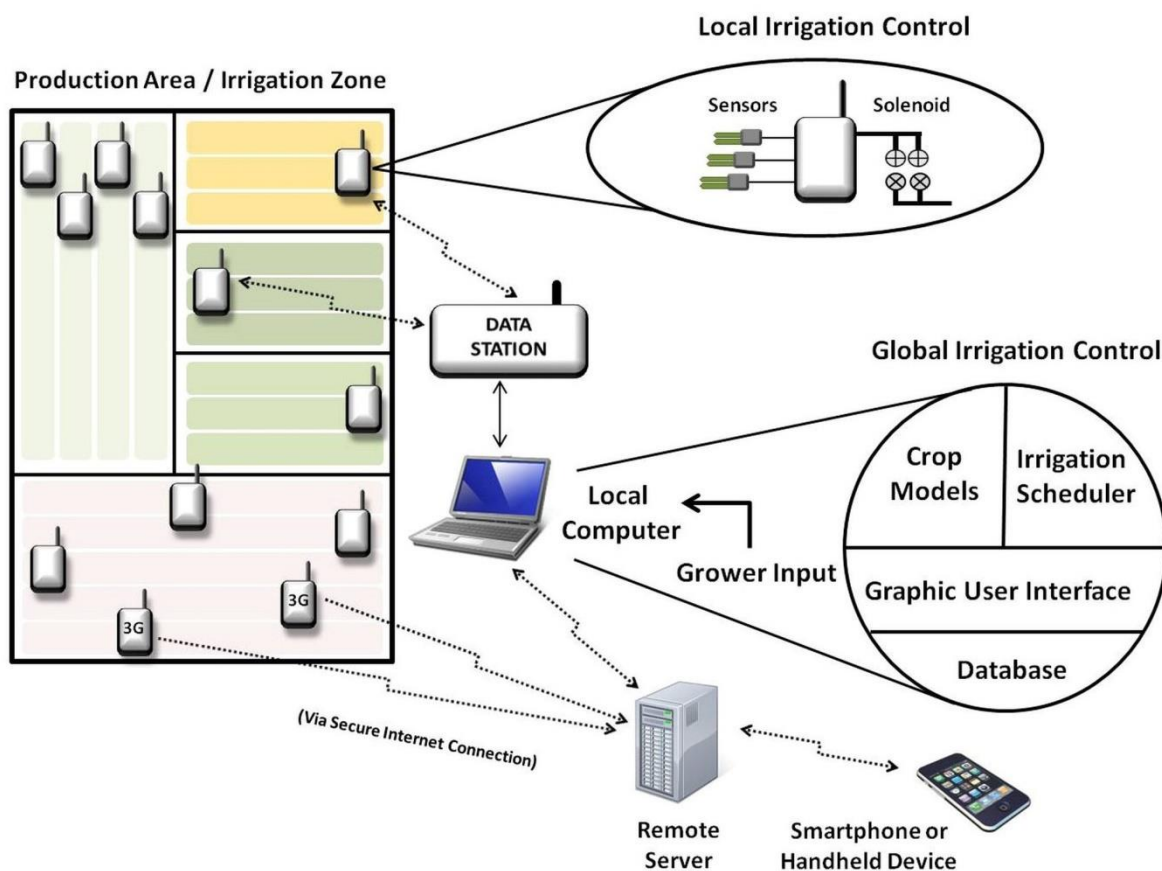 Local Irrigation Control
Production Area / Irrigation Zone
Sensors
Solenoid
DATA
STATION
Global Irrigation Control
Crop
Models
Irrigation
Scheduler
Local
Computer
Grower Input
Graphic User Interface
Database
3G
3G
(Via Secure Internet Connection)
Remote
Server
Smartphone or
Handheld Device